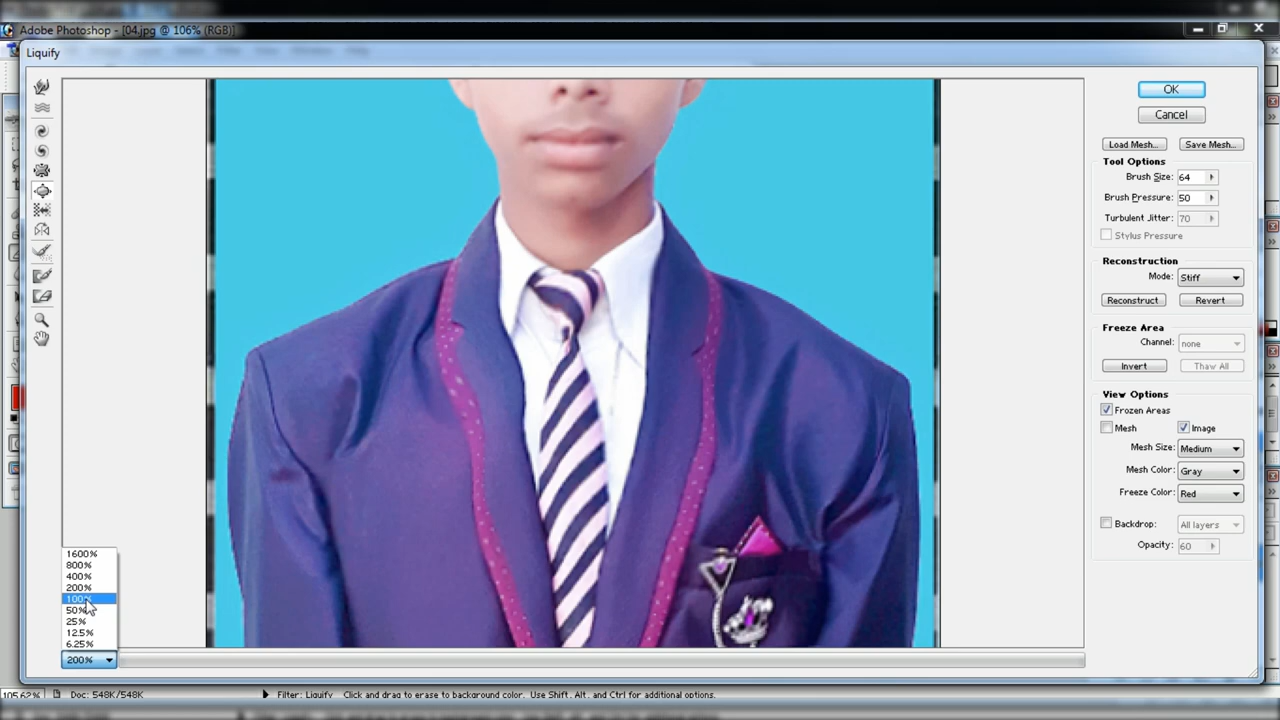 Adobe Photoshop - [04.jpg @ 106% (RGB)]
Liquify
OK
Cancel
Load Mesh... Save Mesh...
Tool Options
Brush Size: 64
Brush Pressure: 50
Turbulent Jitter: 70
Stylus Pressure
Reconstruction
Mode: Stiff
Reconstruct Revert
Freeze Area
Channel: none
Invert Thaw All
View Options
Frozen Areas
Mesh Image
Mesh Size: Medium
Mesh Color: Gray
Freeze Color: Red
Backdrop: All layers
Opacity: 60
1600%
800%
400%
200%
100%
50%
25%
12.5%
6.25%
200%
105.62% Doc: 548K/548K Filter: Liquify Click and drag to erase to background color. Use Shift, Alt, and Ctrl for additional options.